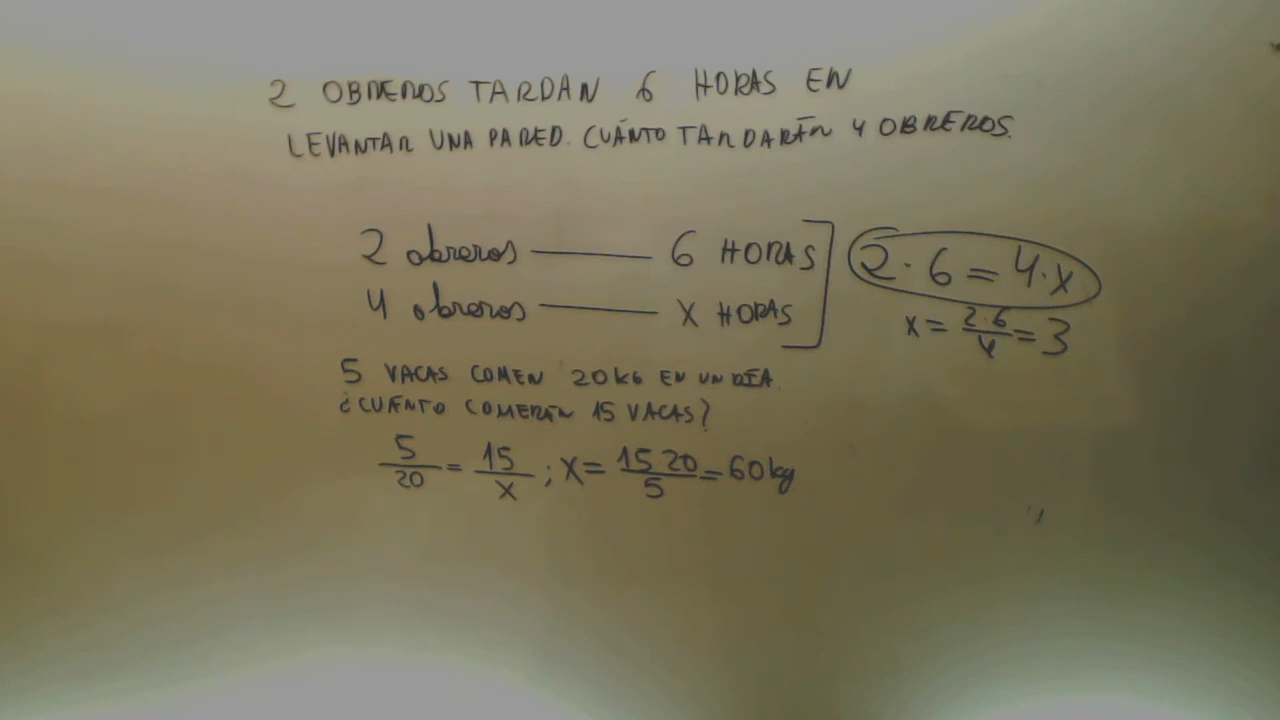 2 OBREROS TARDAN 6 HORAS EN
LEVANTAR UNA PARED. CUÁNTO TARDARÁN 4 OBREROS.
2 obreros — 6 HORAS
4 obreros — X HORAS
2·6=4·x
x=2·6/4=3
5 VACAS COMEN 20KG EN UN DÍA.
¿CUÁNTO COMERÁN 15 VACAS?
5/20=15/x; X=15 20/5=60kg